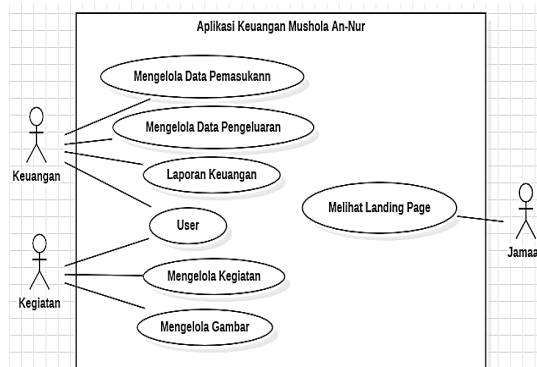 Aplikasi Keuangan Mushola An-Nur
Mengelola Data Pemasukann
Mengelola Data Pengeluaran
Keuangan
Laporan Keuangan
Melihat Landing Page
User
Jamaa
Mengelola Kegiatan
Kegiatan
Mengelola Gambar